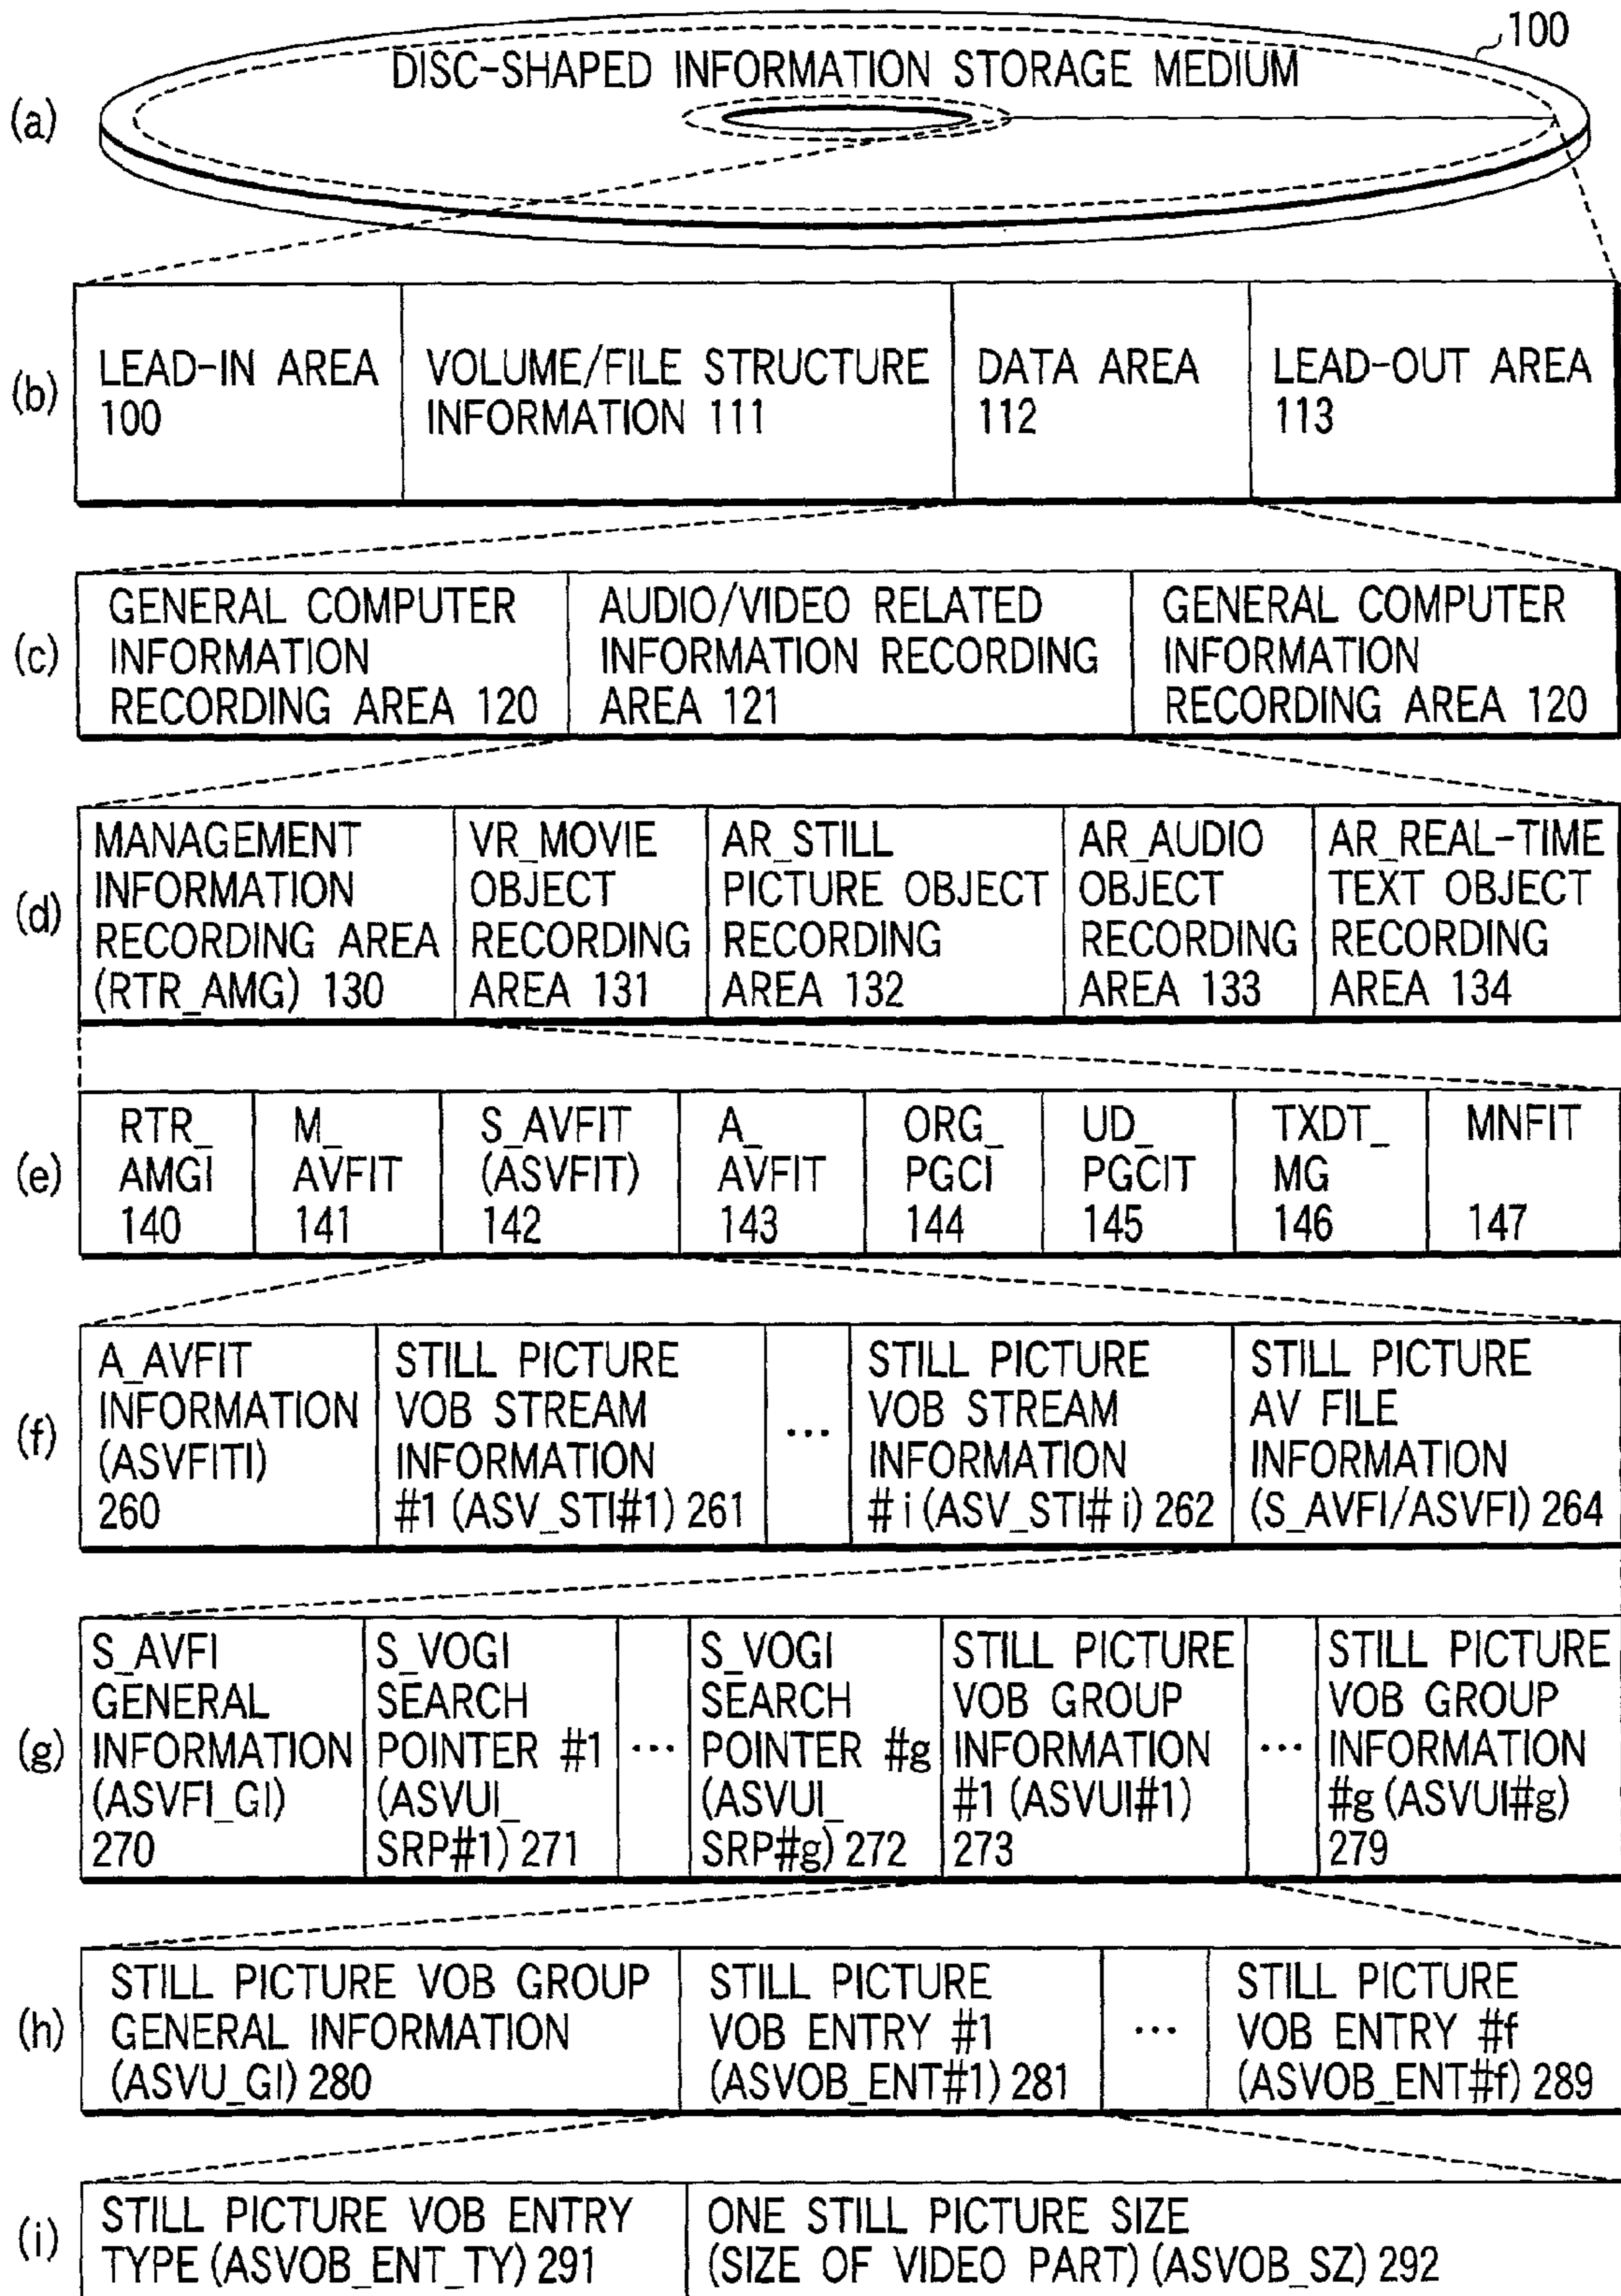 100
DISC-SHAPED INFORMATION STORAGE MEDIUM
(a)
(b)
LEAD-IN AREA
100
VOLUME/FILE STRUCTURE
INFORMATION 111
DATA AREA
112
LEAD-OUT AREA
113
(c)
GENERAL COMPUTER
INFORMATION
RECORDING AREA 120
AUDIO/VIDEO RELATED
INFORMATION RECORDING
AREA 121
GENERAL COMPUTER
INFORMATION
RECORDING AREA 120
(d)
MANAGEMENT
INFORMATION
RECORDING AREA
(RTR_AMG) 130
VR_MOVIE
OBJECT
RECORDING
AREA 131
AR_STILL
PICTURE OBJECT
RECORDING
AREA 132
AR_AUDIO
OBJECT
RECORDING
AREA 133
AR_REAL-TIME
TEXT OBJECT
RECORDING
AREA 134
(e)
RTR_
AMGI
140
M_
AVFIT
141
S_AVFIT
(ASVFIT)
142
A_
AVFIT
143
ORG_
PGCI
144
UD_
PGCIT
145
TXDT_
MG
146
MNFIT
147
(f)
A_AVFIT
INFORMATION
(ASVFITI)
260
STILL PICTURE
VOB STREAM
INFORMATION
#1 (ASV_STI#1) 261
...
STILL PICTURE
VOB STREAM
INFORMATION
# i (ASV_STI# i) 262
STILL PICTURE
AV FILE
INFORMATION
(S_AVFI/ASVFI) 264
(g)
S_AVFI
GENERAL
INFORMATION
(ASVFI_GI)
270
S_VOGI
SEARCH
POINTER #1
(ASVUI_
SRP#1) 271
...
S_VOGI
SEARCH
POINTER #g
(ASVUI_
SRP#g) 272
STILL PICTURE
VOB GROUP
INFORMATION
#1 (ASVUI#1)
273
...
STILL PICTURE
VOB GROUP
INFORMATION
#g (ASVUI#g)
279
(h)
STILL PICTURE VOB GROUP
GENERAL INFORMATION
(ASVU_GI) 280
STILL PICTURE
VOB ENTRY #1
(ASVOB_ENT#1) 281
...
STILL PICTURE
VOB ENTRY #f
(ASVOB_ENT#f) 289
(i)
STILL PICTURE VOB ENTRY
TYPE (ASVOB_ENT_TY) 291
ONE STILL PICTURE SIZE
(SIZE OF VIDEO PART) (ASVOB_SZ) 292